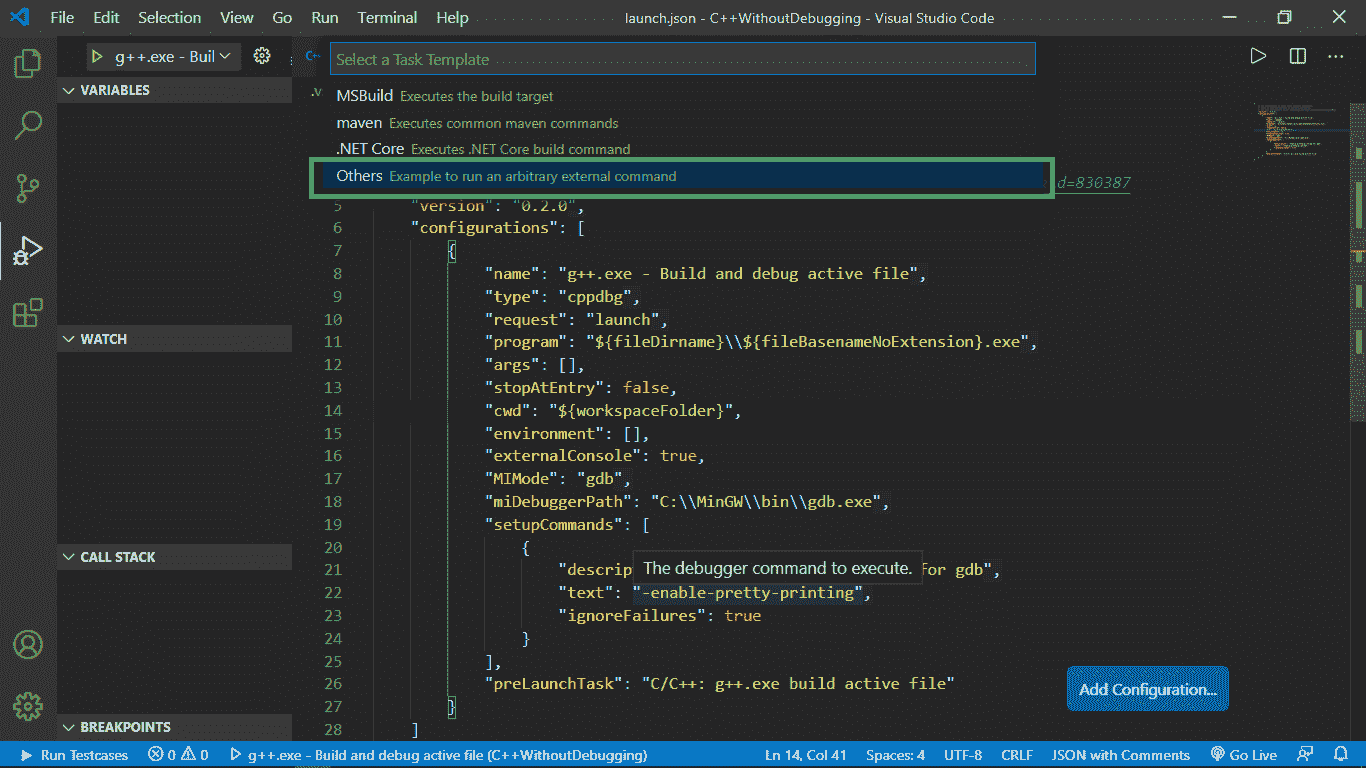 File Edit Selection View Go Run Terminal Help launch.json - C++WithoutDebugging - Visual Studio Code
g++.exe - Buil
Select a Task Template
VARIABLES
MSBuild Executes the build target
maven Executes common maven commands
.NET Core Executes .NET Core build command
Others Example to run an arbitrary external command
d=830387
5 "version": "0.2.0",
6 "configurations": [
7 {
8 "name": "g++.exe - Build and debug active file",
9 "type": "cppdbg",
10 "request": "launch",
11 "program": "${fileDirname}\\${fileBasenameNoExtension}.exe",
WATCH
12 "args": [],
13 "stopAtEntry": false,
14 "cwd": "${workspaceFolder}",
15 "environment": [],
16 "externalConsole": true,
17 "MIMode": "gdb",
18 "miDebuggerPath": "C:\\MinGW\\bin\\gdb.exe",
19 "setupCommands": [
20 {
CALL STACK
21 "descrip The debugger command to execute. for gdb",
22 "text": "-enable-pretty-printing",
23 "ignoreFailures": true
24 }
25 ],
26 "preLaunchTask": "C/C++: g++.exe build active file"
Add Configuration...
27 }
BREAKPOINTS
28 ]
Run Testcases 0 0 g++.exe - Build and debug active file (C++WithoutDebugging) Ln 14, Col 41 Spaces: 4 UTF-8 CRLF JSON with Comments Go Live